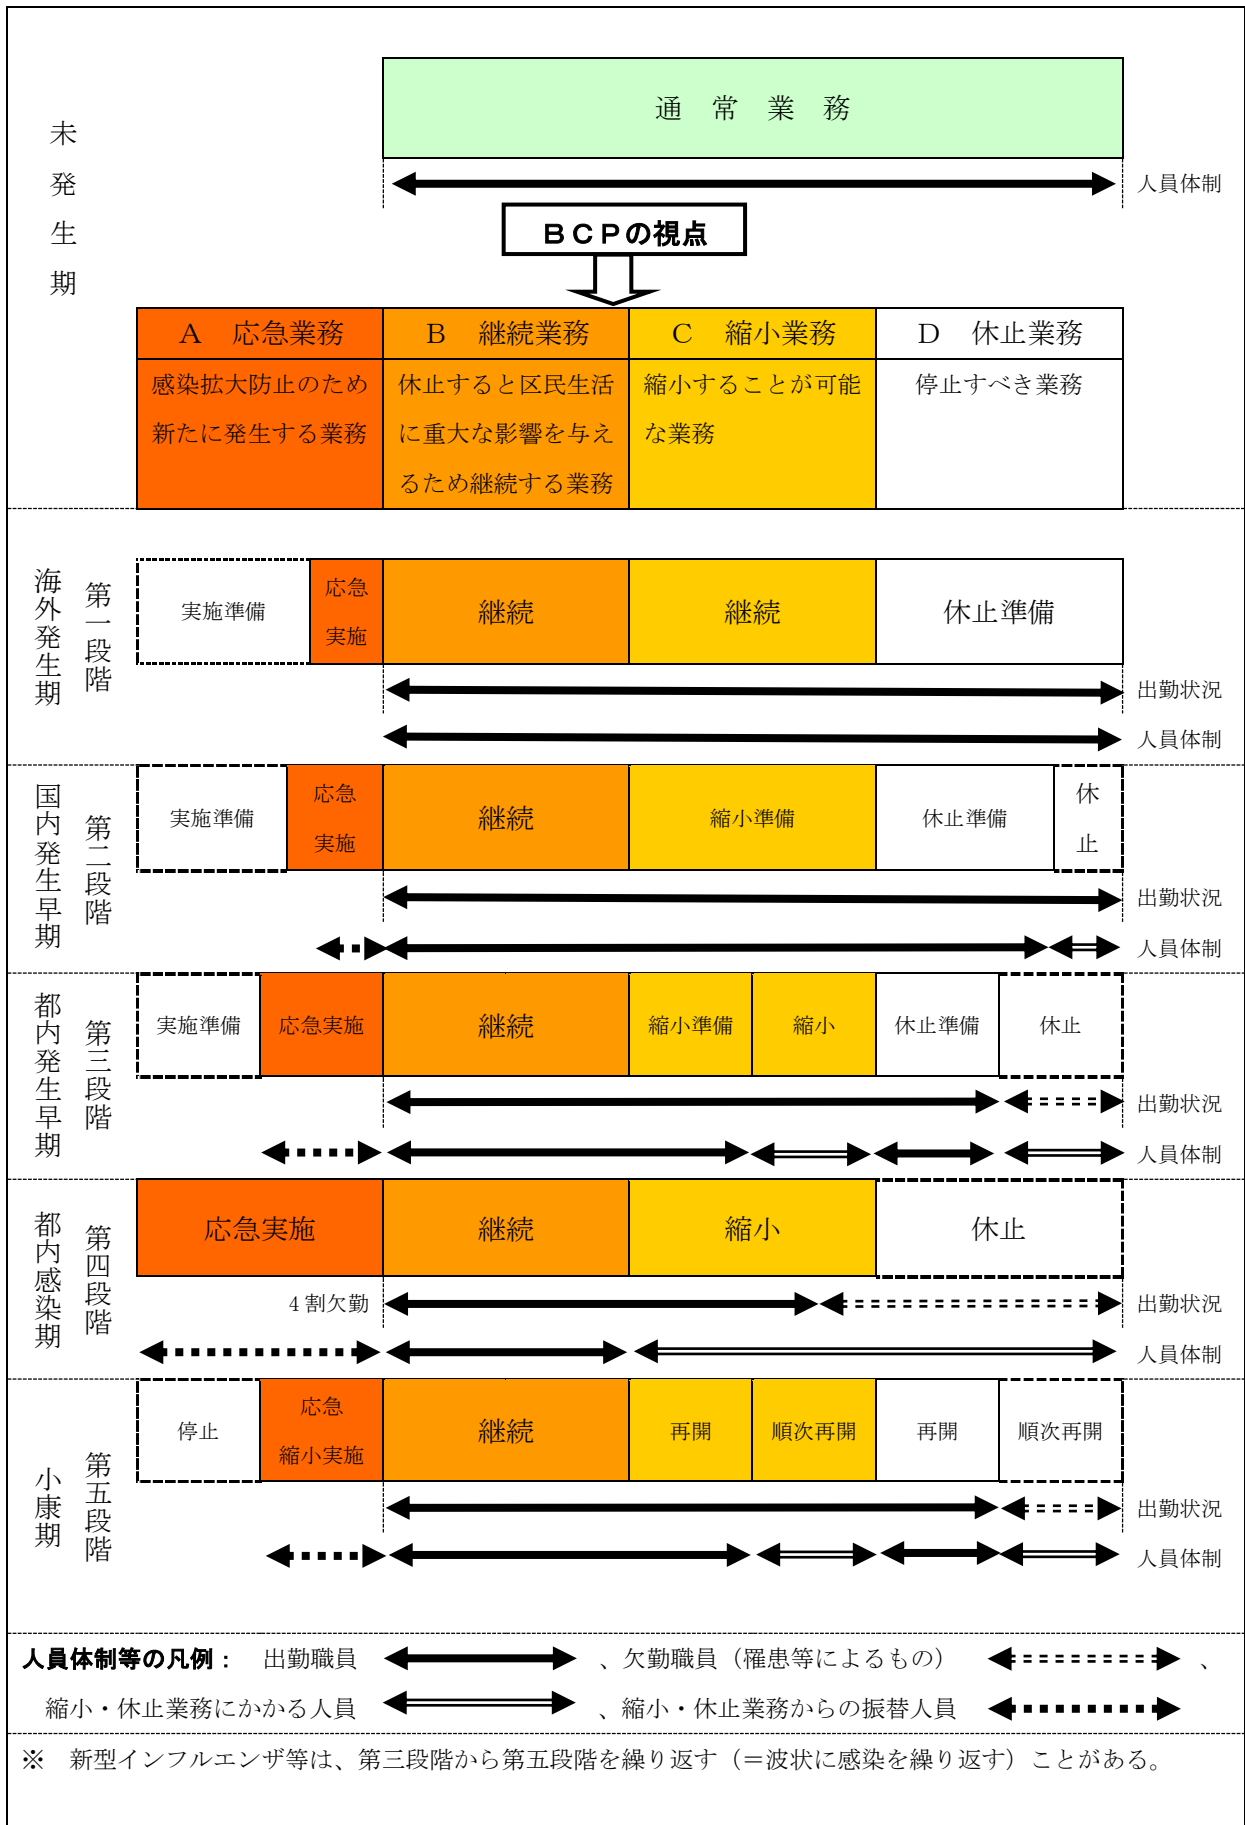 未発生期
通常業務
人員体制
ＢＣＰの視点
A　応急業務
B　継続業務
C　縮小業務
D　休止業務
感染拡大防止のため
新たに発生する業務
休止すると区民生活
に重大な影響を与え
るため継続する業務
縮小することが可能
な業務
停止すべき業務
第一段階
海外発生期
実施準備
応急
実施
継続
継続
休止準備
出勤状況
人員体制
第二段階
国内発生早期
実施準備
応急
実施
継続
縮小準備
休止準備
休
止
出勤状況
人員体制
第三段階
都内発生早期
実施準備
応急実施
継続
縮小準備
縮小
休止準備
休止
出勤状況
人員体制
第四段階
都内感染期
応急実施
継続
縮小
休止
4割欠勤
出勤状況
人員体制
第五段階
小康期
停止
応急
縮小実施
継続
再開
順次再開
再開
順次再開
出勤状況
人員体制
人員体制等の凡例：　出勤職員　、欠勤職員（罹患等によるもの）　、
縮小・休止業務にかかる人員　、縮小・休止業務からの振替人員
※　新型インフルエンザ等は、第三段階から第五段階を繰り返す（＝波状に感染を繰り返す）ことがある。